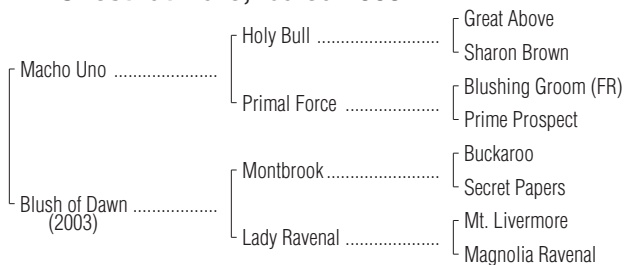 Great Above
Holy Bull ................................
Sharon Brown
Macho Uno ......................
Blushing Groom (FR)
Primal Force .........................
Prime Prospect
Buckaroo
Montbrook..............................
Secret Papers
Blush of Dawn ..................
(2003)
Mt. Livermore
Lady Ravenal .........................
Magnolia Ravenal